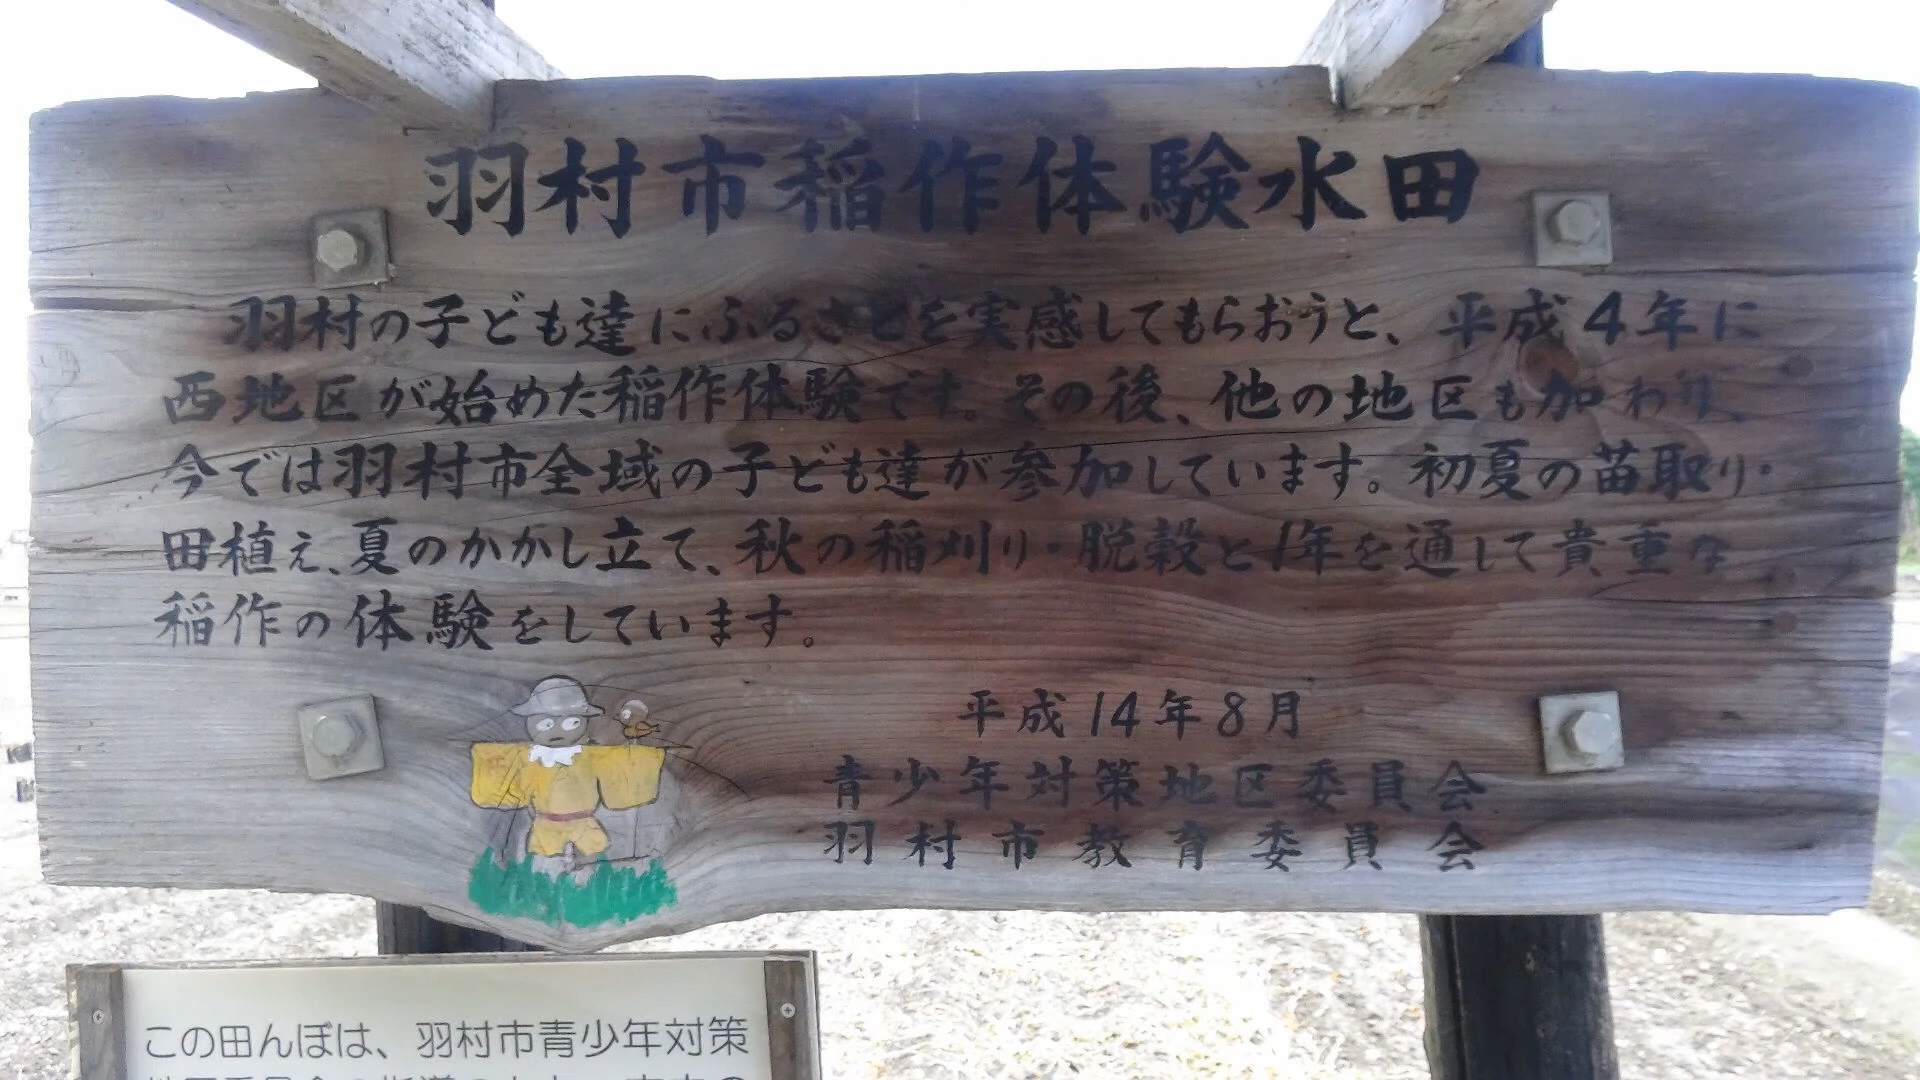 羽村市稲作体験水田
羽村の子ども達にふるさとを実感してもらおうと、平成4年に
西地区が始めた稲作体験です。その後、他の地区も加わり、
今では羽村市全域の子ども達が参加しています。初夏の苗取り・
田植え、夏のかかし立て、秋の稲刈り・脱穀と1年を通して貴重な
稲作の体験をしています。
平成14年8月
青少年対策地区委員会
羽村市教育委員会
この田んぼは、羽村市青少年対策